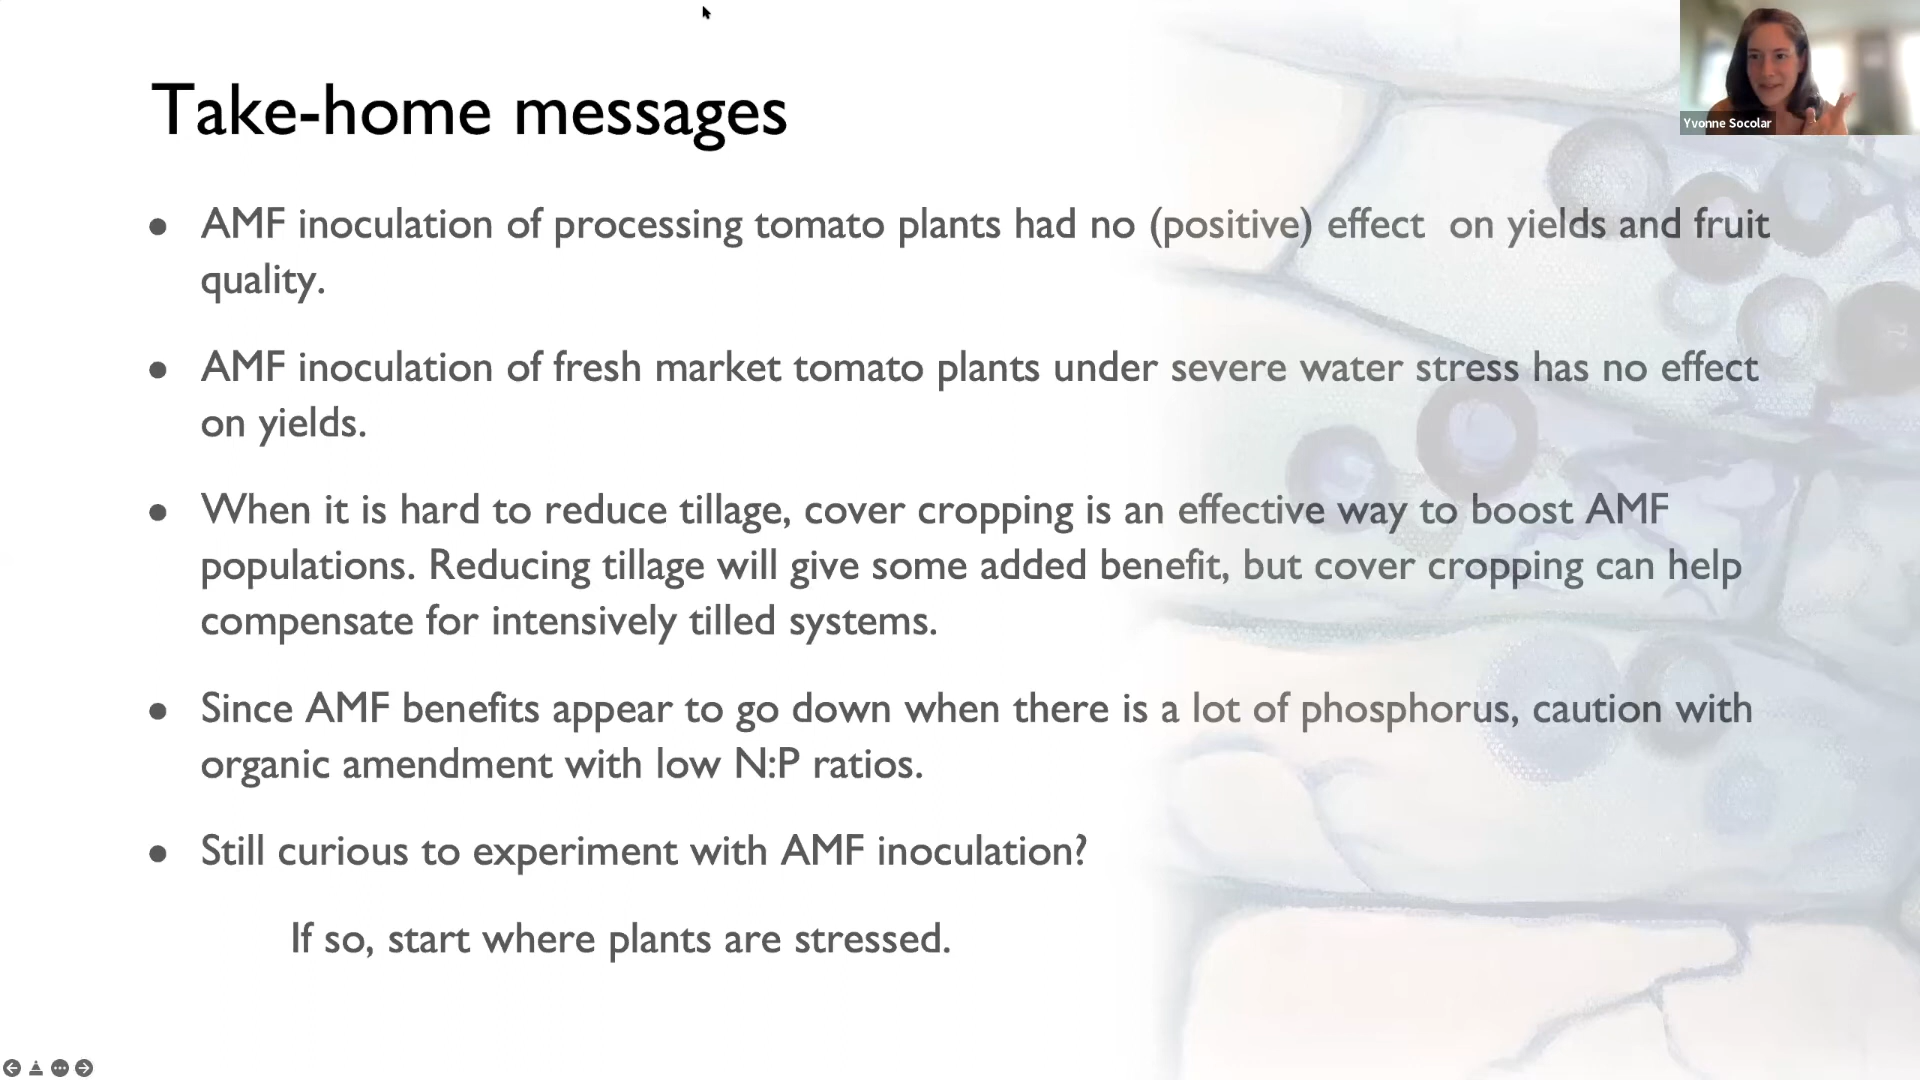 Take-home messages
Yvonne Socolar
● AMF inoculation of processing tomato plants had no (positive) effect  on yields and fruit
quality.
● AMF inoculation of fresh market tomato plants under severe water stress has no effect
on yields.
● When it is hard to reduce tillage, cover cropping is an effective way to boost AMF
populations. Reducing tillage will give some added benefit, but cover cropping can help
compensate for intensively tilled systems.
● Since AMF benefits appear to go down when there is a lot of phosphorus, caution with
organic amendment with low N:P ratios.
● Still curious to experiment with AMF inoculation?
If so, start where plants are stressed.